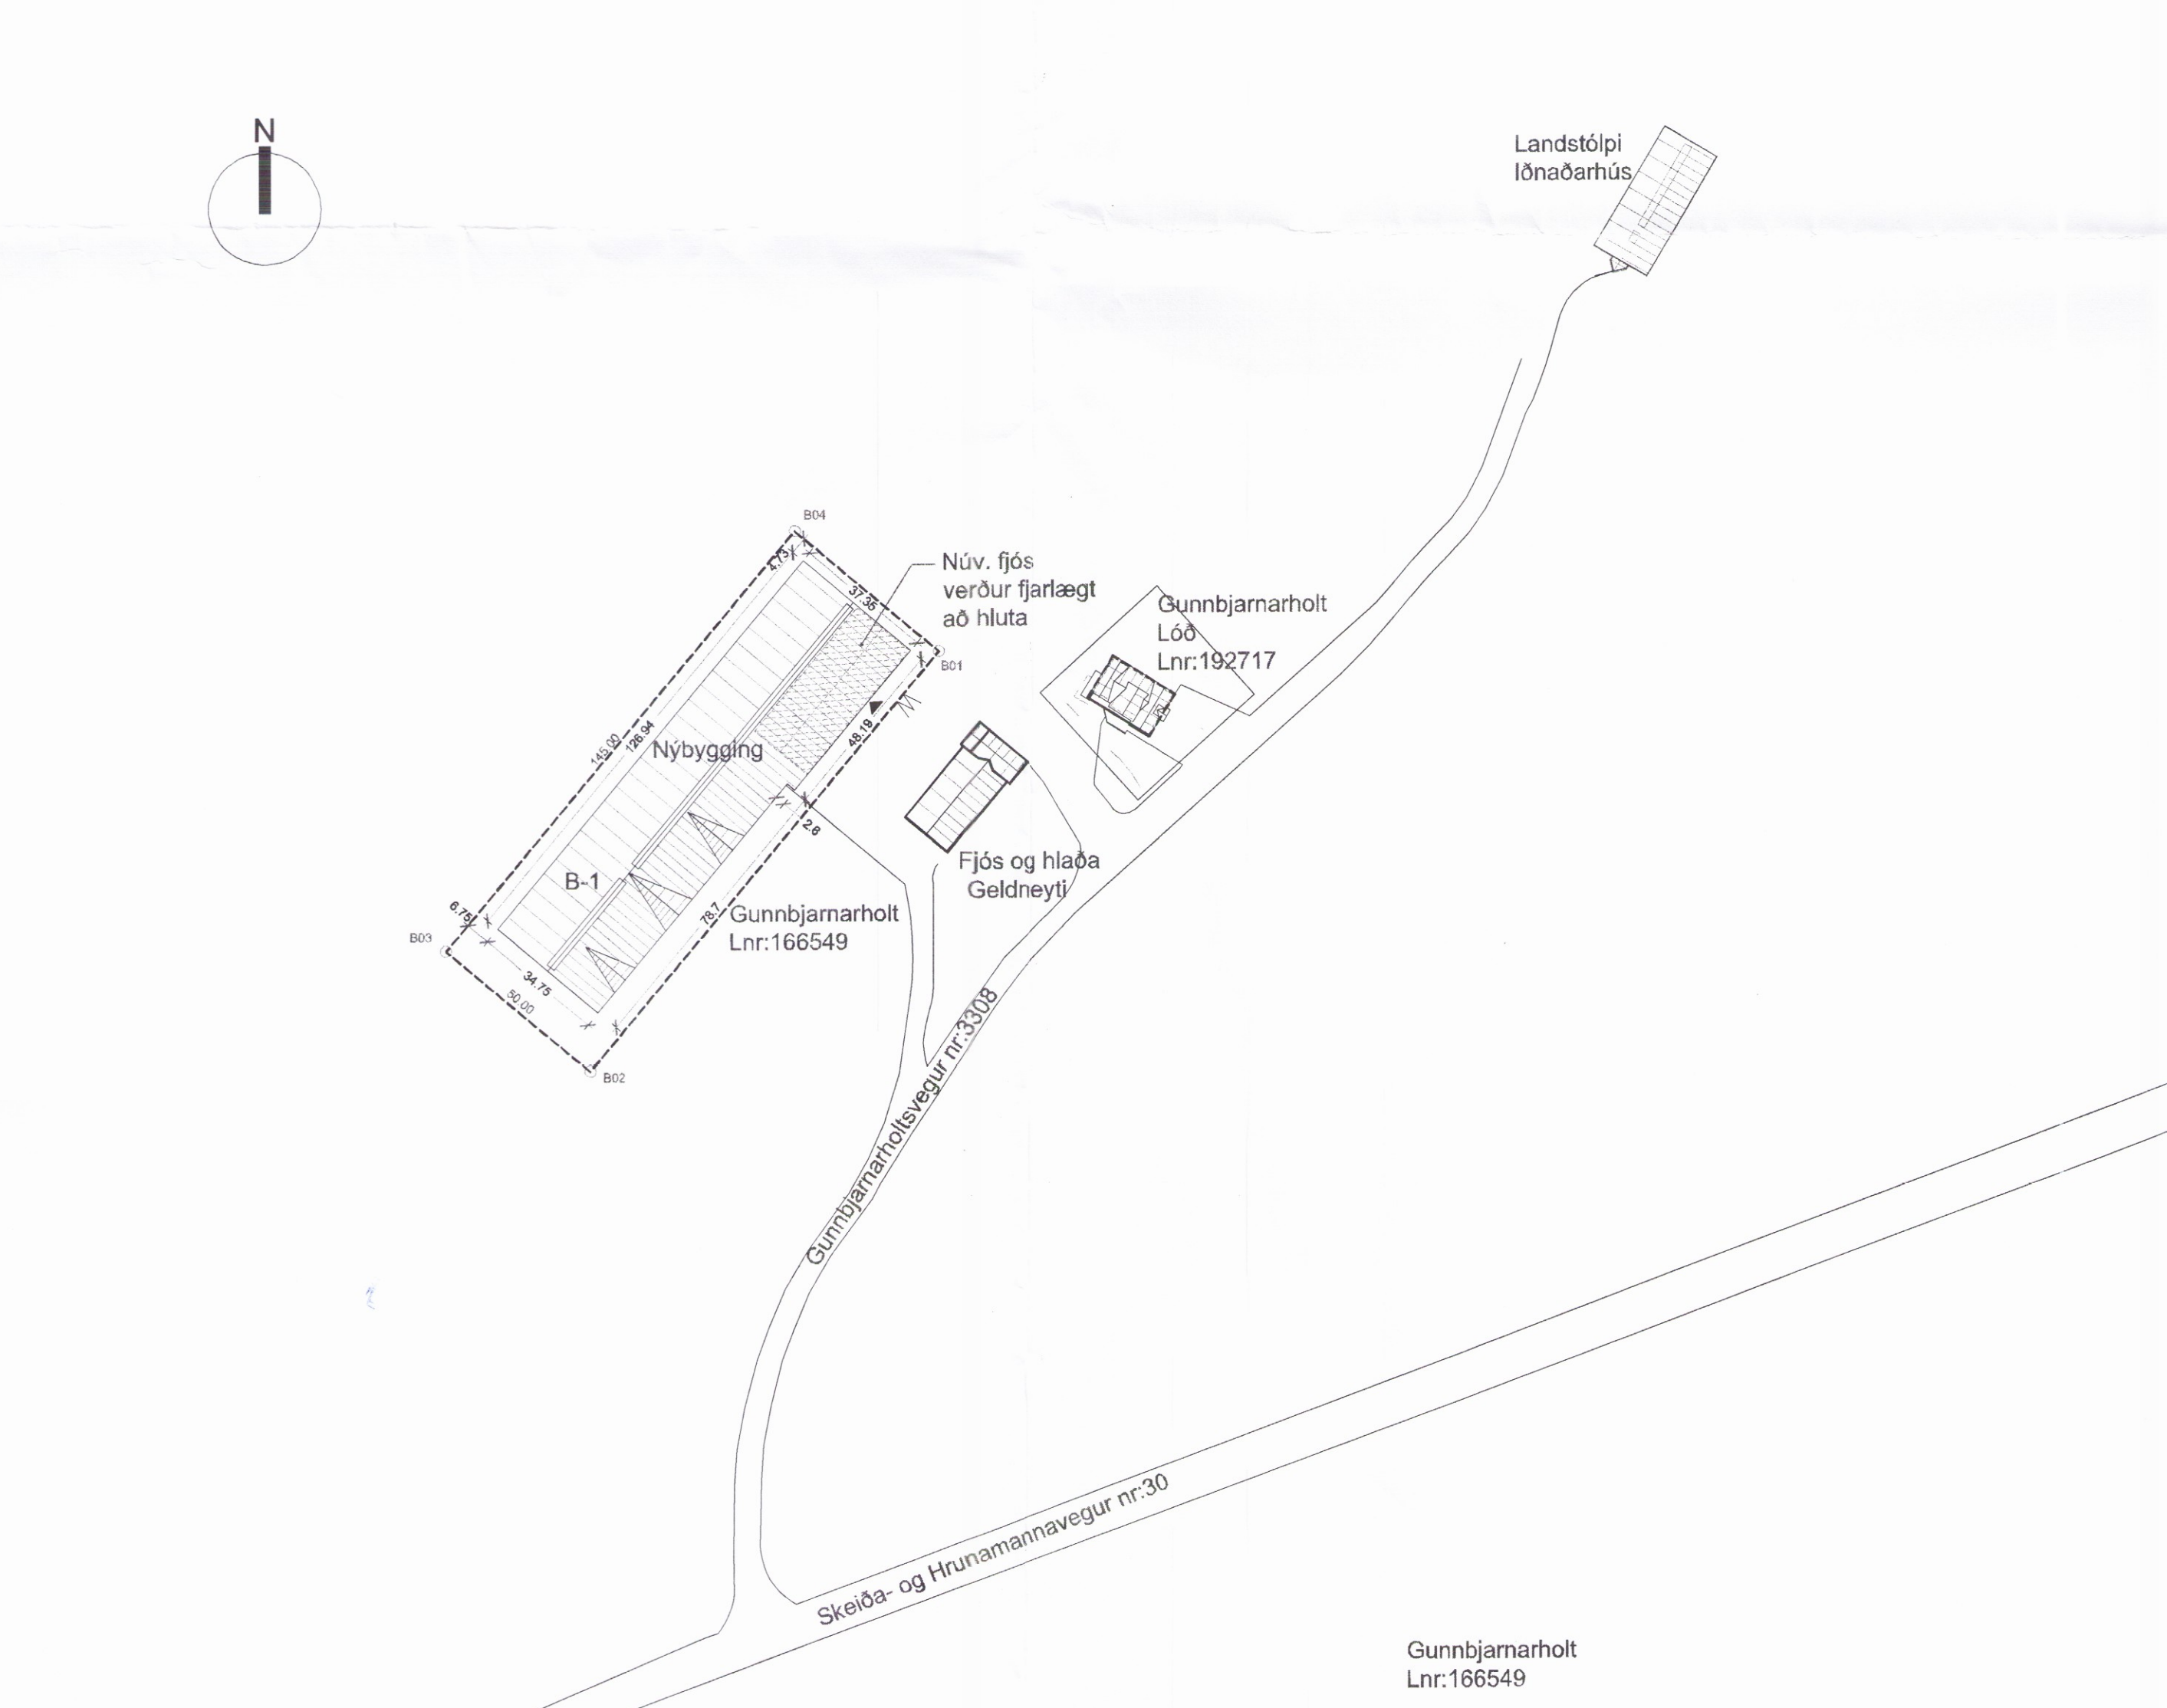 N
Landstólpi
Iðnaðarhús
B04
4,73
37.35
Núv. fjós
verður fjarlægt
að hluta
B01
Gunnbjarnarholt
Lóð
Lnr:192717
145.00
126.94
Nýbygging
48.19
2.8
B-1
Fjós og hlaða
Geldneyti
6.75
B03
78.7
Gunnbjarnarholt
Lnr:166549
34.75
50.00
B02
Gunnbjarnarholtsvegur nr:3308
Skeiða- og Hrunamannavegur nr:30
Gunnbjarnarholt
Lnr:166549